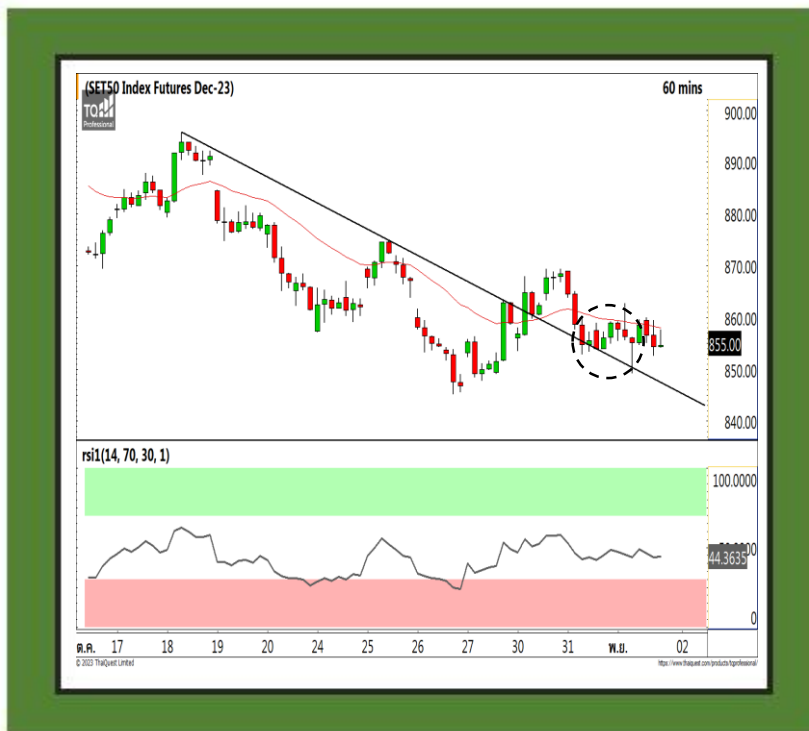 (SET50 Index Futures Dec-23) 60 mins
TQ
Professional
900.00
890.00
880.00
870.00
860.00
855.00
850.00
840.00
rsi1(14, 70, 30, 1)
100.0000
44.3635
0
ต.ค. 17 18 19 20 24 25 26 27 30 31 พ.ย. 02
© 2023 ThaiQuest Limited https://www.thaiquest.com/products/tqprofessional/